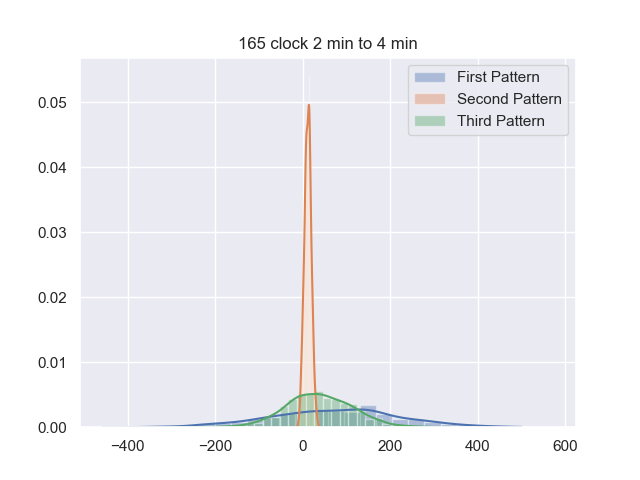 165 clock 2 min to 4 min
First Pattern
Second Pattern
Third Pattern
0.05
0.04
0.03
0.02
0.01
0.00
−400 −200 0 200 400 600